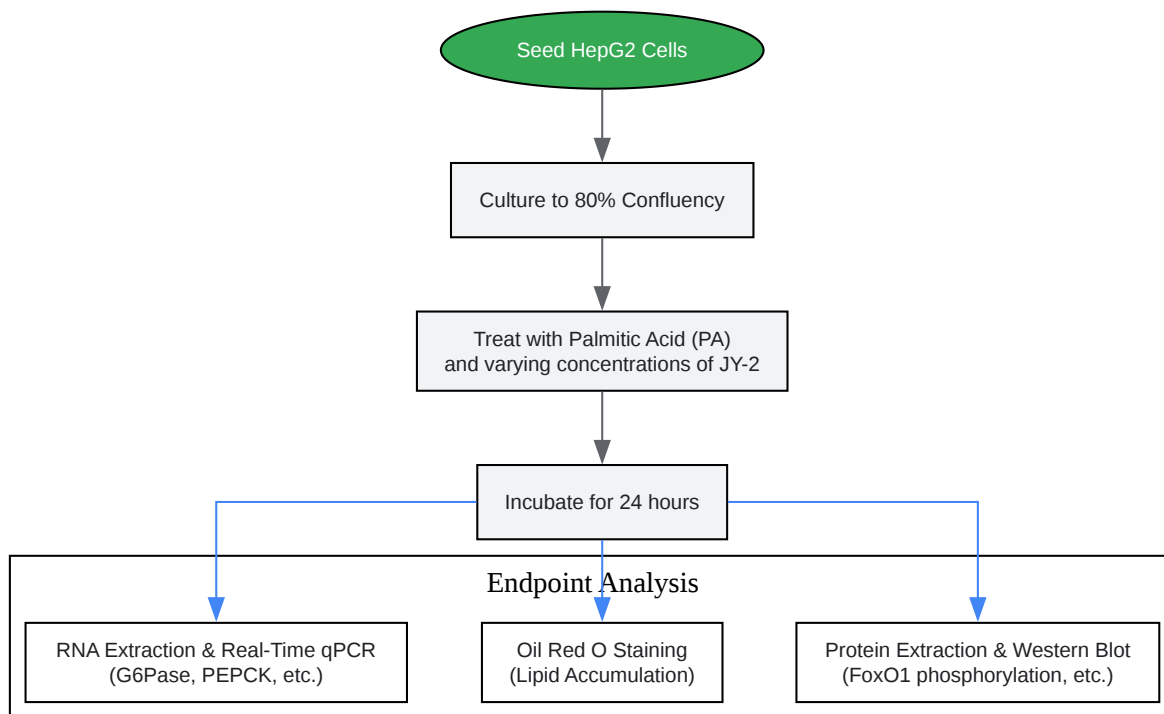 Seed HepG2 Cells
Culture to 80% Confluency
Treat with Palmitic Acid (PA)
and varying concentrations of JY-2
Incubate for 24 hours
Endpoint Analysis
RNA Extraction & Real-Time qPCR
(G6Pase, PEPCK, etc.)
Oil Red O Staining
(Lipid Accumulation)
Protein Extraction & Western Blot
(FoxO1 phosphorylation, etc.)